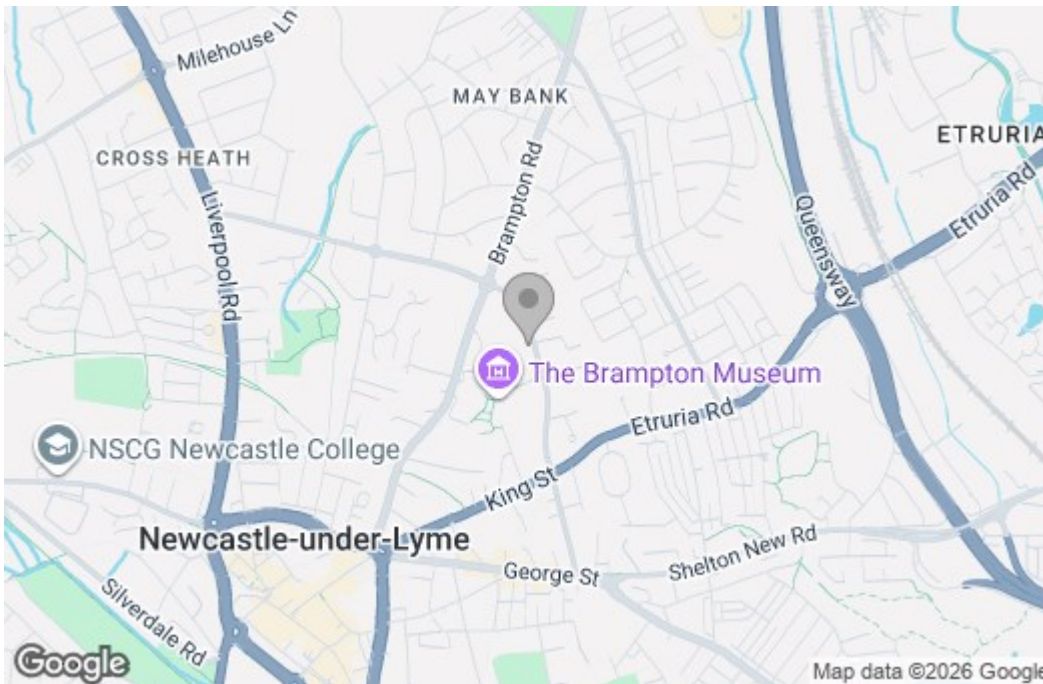 Milehouse Ln
MAY BANK
ETRURIA
CROSS HEATH
Brampton Rd
Etruria Rd
Liverpool Rd
Queensway
The Brampton Museum
Etruria Rd
NSCG Newcastle College
King St
Newcastle-under-Lyme
Shelton New Rd
George St
Silverdale Rd
Google
Map data ©2026 Google